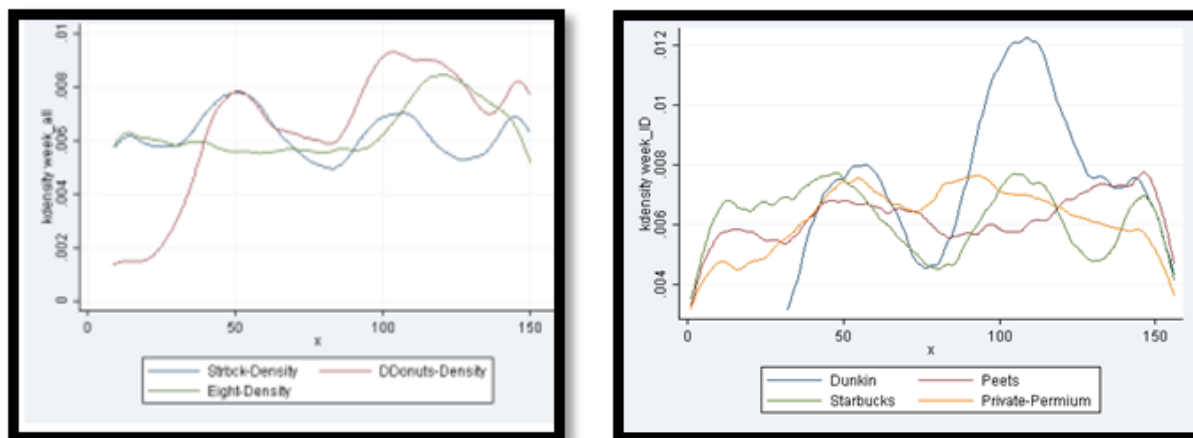 kdensity week_all
.01
.008
.006
.004
.002
0
0 50 100 150
x
Strbck-Density DDonuts-Density
Eight-Density
kdensity week_ID
.012
.01
.008
.006
.004
0 50 100 150
x
Dunkin Peets
Starbucks Private-Permium